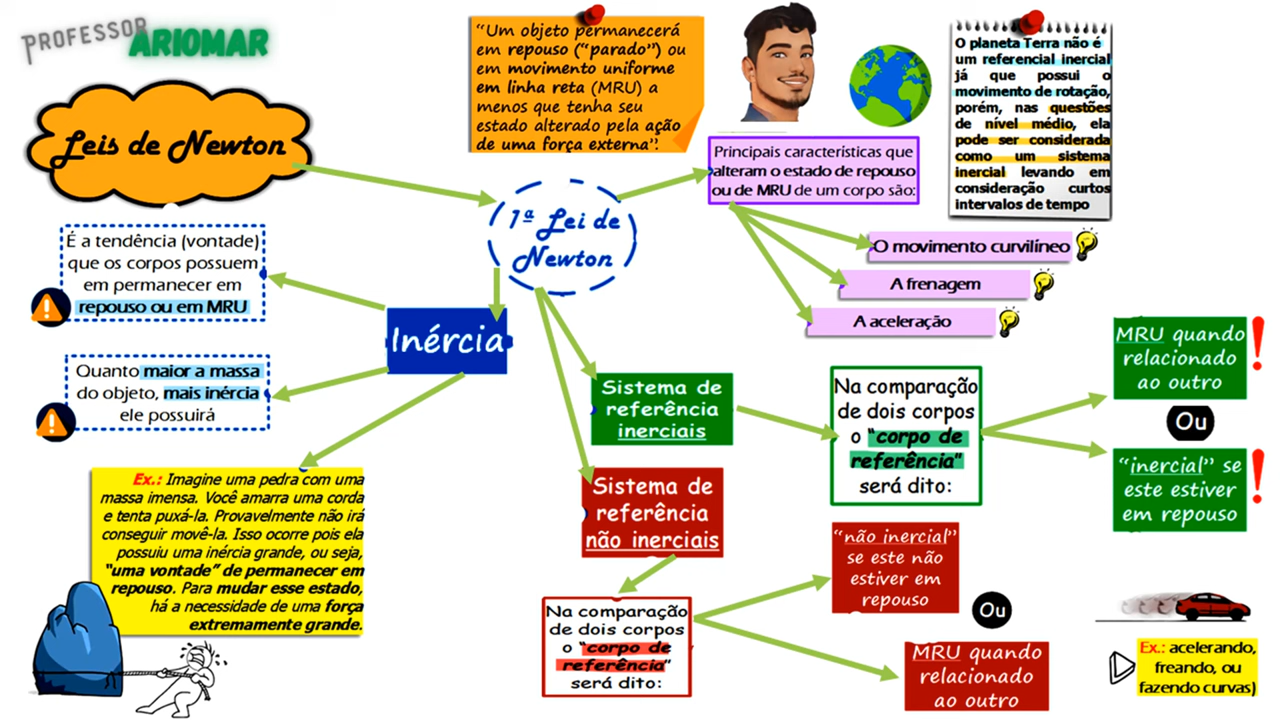 PROFESSOR
ARIOMAR
Leis de Newton
“Um objeto permanecerá
em repouso (“parado”) ou
em movimento uniforme
em linha reta (MRU) a
menos que tenha seu
estado alterado pela ação
de uma força externa”.
O planeta Terra não é
um referencial inercial
já que possui o
movimento de rotação,
porém, nas questões
de nível médio, ela
pode ser considerada
como um sistema
inercial levando em
consideração curtos
intervalos de tempo
1ª Lei de
Newton
Principais características que
alteram o estado de repouso
ou de MRU de um corpo são:
O movimento curvilíneo
A frenagem
A aceleração
É a tendência (vontade)
que os corpos possuem
em permanecer em
repouso ou em MRU
Inércia
Quanto maior a massa
do objeto, mais inércia
ele possuirá
Ex.: Imagine uma pedra com uma
massa imensa. Você amarra uma corda
e tenta puxá-la. Provavelmente não irá
conseguir movê-la. Isso ocorre pois ela
possuiu uma inércia grande, ou seja,
“uma vontade” de permanecer em
repouso. Para mudar esse estado,
há a necessidade de uma força
extremamente grande.
Sistema de
referência
inerciais
Na comparação
de dois corpos
o “corpo de
referência”
será dito:
MRU quando
relacionado
ao outro
Ou
“inercial” se
este estiver
em repouso
Sistema de
referência
não inerciais
Na comparação
de dois corpos
o “corpo de
referência”
será dito:
“não inercial”
se este não
estiver em
repouso
Ou
MRU quando
relacionado
ao outro
Ex.: acelerando,
freando, ou
fazendo curvas)